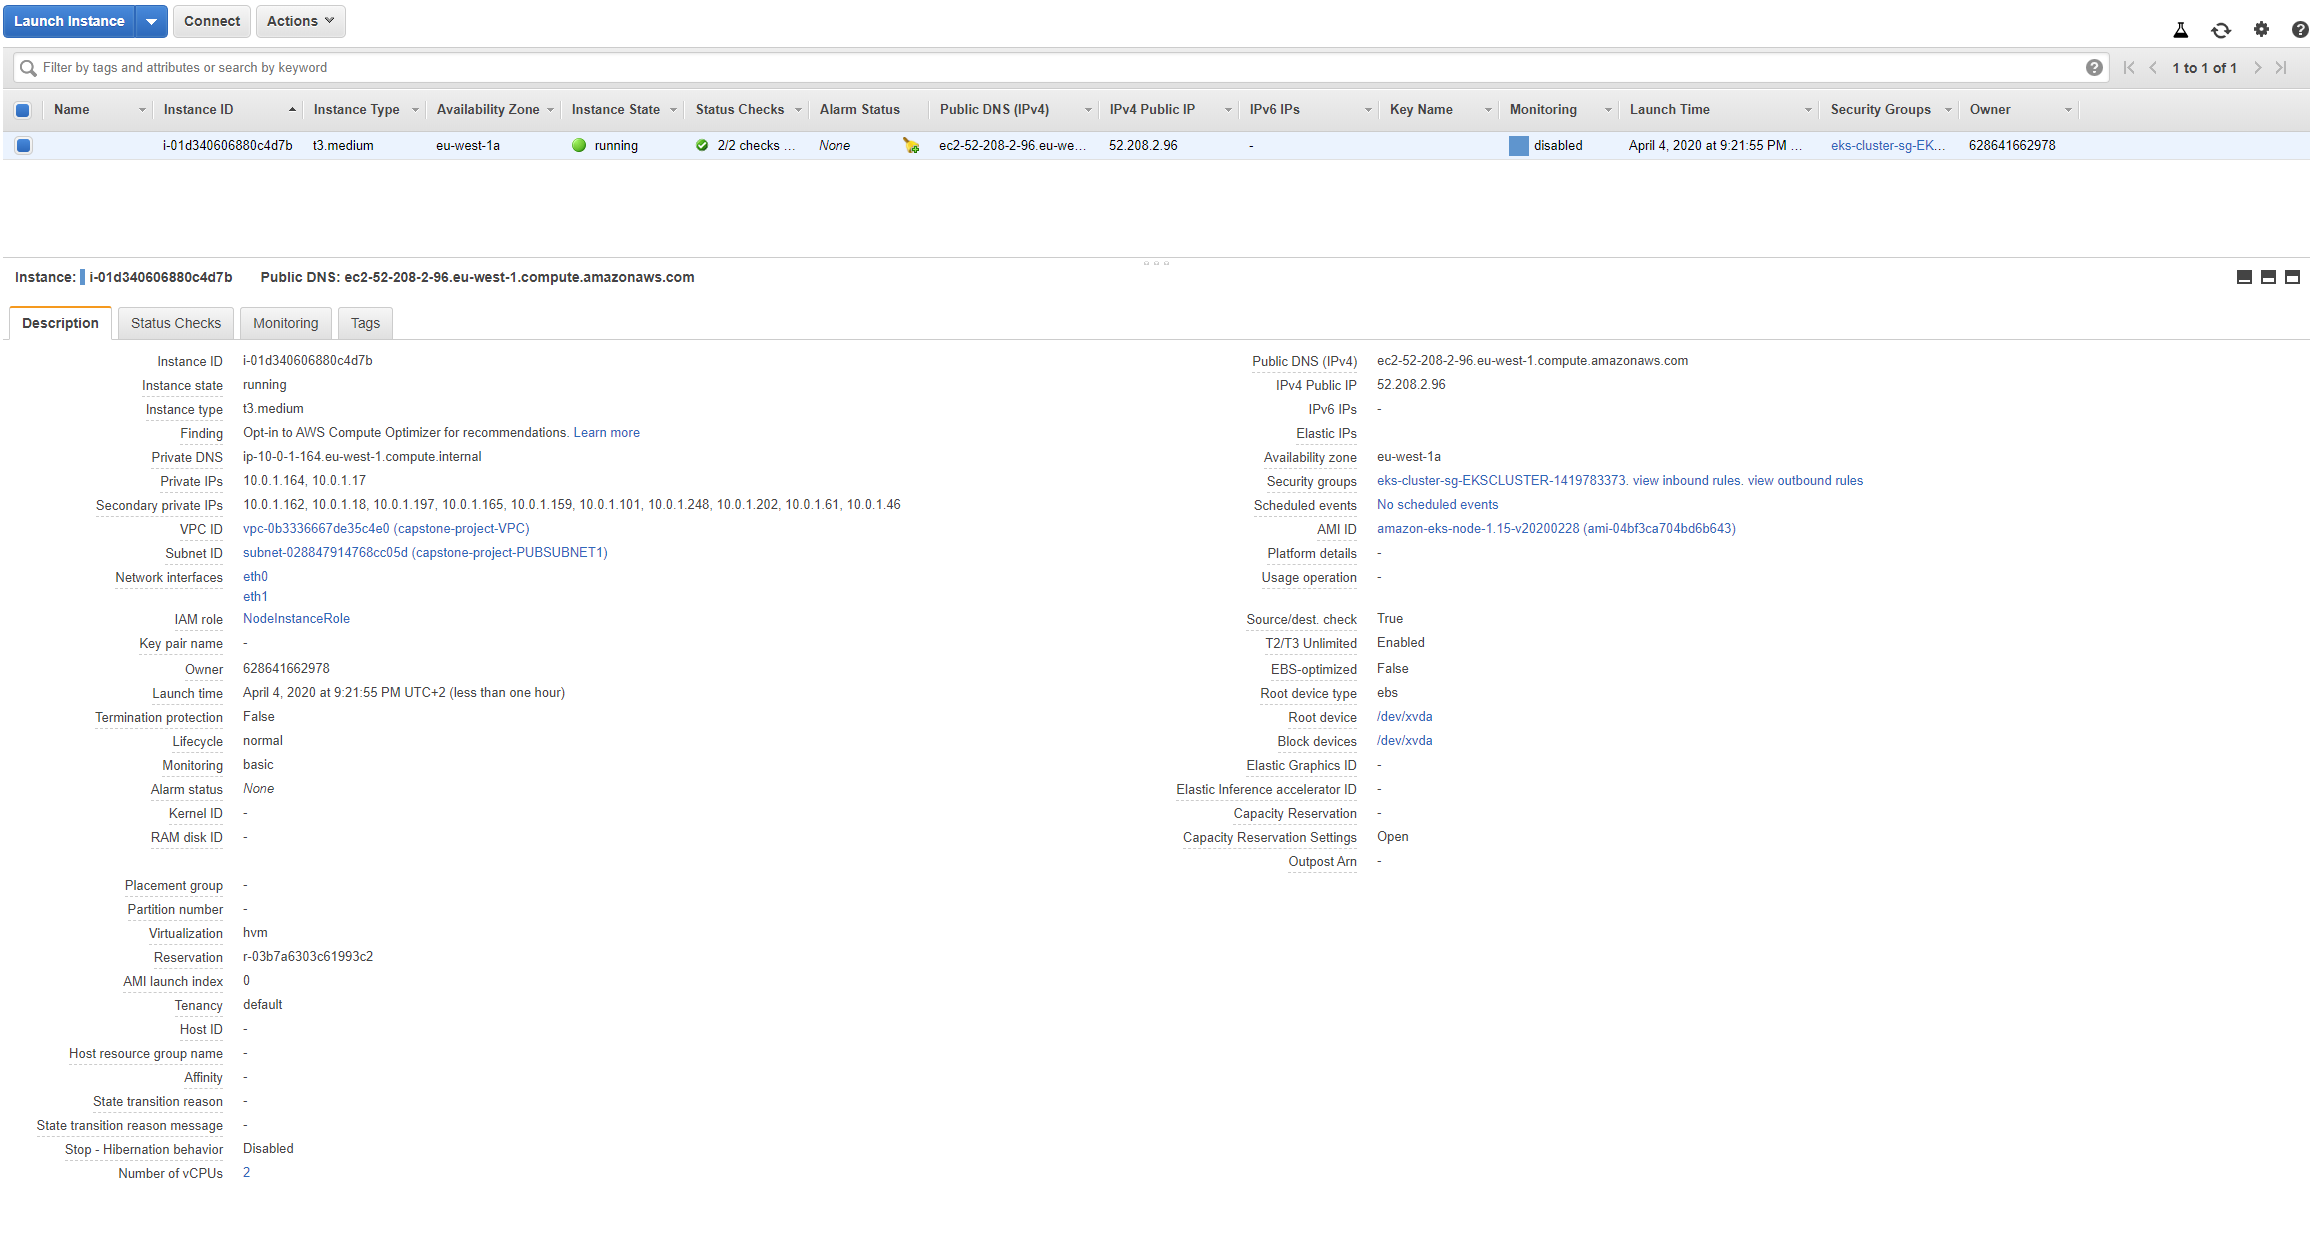 Launch Instance Connect Actions
Filter by tags and attributes or search by keyword 1 to 1 of 1
Name Instance ID Instance Type Availability Zone Instance State Status Checks Alarm Status Public DNS (IPv4) IPv4 Public IP IPv6 IPs Key Name Monitoring Launch Time Security Groups Owner
i-01d340606880c4d7b t3.medium eu-west-1a running 2/2 checks ... None ec2-52-208-2-96.eu-we... 52.208.2.96 - disabled April 4, 2020 at 9:21:55 PM ... eks-cluster-sg-EK... 628641662978
Instance: i-01d340606880c4d7b Public DNS: ec2-52-208-2-96.eu-west-1.compute.amazonaws.com
Description Status Checks Monitoring Tags
Instance ID i-01d340606880c4d7b
Instance state running
Instance type t3.medium
Finding Opt-in to AWS Compute Optimizer for recommendations. Learn more
Private DNS ip-10-0-1-164.eu-west-1.compute.internal
Private IPs 10.0.1.164, 10.0.1.17
Secondary private IPs 10.0.1.162, 10.0.1.18, 10.0.1.197, 10.0.1.165, 10.0.1.159, 10.0.1.101, 10.0.1.248, 10.0.1.202, 10.0.1.61, 10.0.1.46
VPC ID vpc-0b3336667de35c4e0 (capstone-project-VPC)
Subnet ID subnet-028847914768cc05d (capstone-project-PUBSUBNET1)
Network interfaces eth0
eth1
IAM role NodeInstanceRole
Key pair name -
Owner 628641662978
Launch time April 4, 2020 at 9:21:55 PM UTC+2 (less than one hour)
Termination protection False
Lifecycle normal
Monitoring basic
Alarm status None
Kernel ID -
RAM disk ID -
Placement group -
Partition number -
Virtualization hvm
Reservation r-03b7a6303c61993c2
AMI launch index 0
Tenancy default
Host ID -
Host resource group name -
Affinity -
State transition reason -
State transition reason message -
Stop - Hibernation behavior Disabled
Number of vCPUs 2
Public DNS (IPv4) ec2-52-208-2-96.eu-west-1.compute.amazonaws.com
IPv4 Public IP 52.208.2.96
IPv6 IPs -
Elastic IPs
Availability zone eu-west-1a
Security groups eks-cluster-sg-EKSCLUSTER-1419783373. view inbound rules. view outbound rules
Scheduled events No scheduled events
AMI ID amazon-eks-node-1.15-v20200228 (ami-04bf3ca704bd6b643)
Platform details -
Usage operation -
Source/dest. check True
T2/T3 Unlimited Enabled
EBS-optimized False
Root device type ebs
Root device /dev/xvda
Block devices /dev/xvda
Elastic Graphics ID -
Elastic Inference accelerator ID -
Capacity Reservation -
Capacity Reservation Settings Open
Outpost Arn -